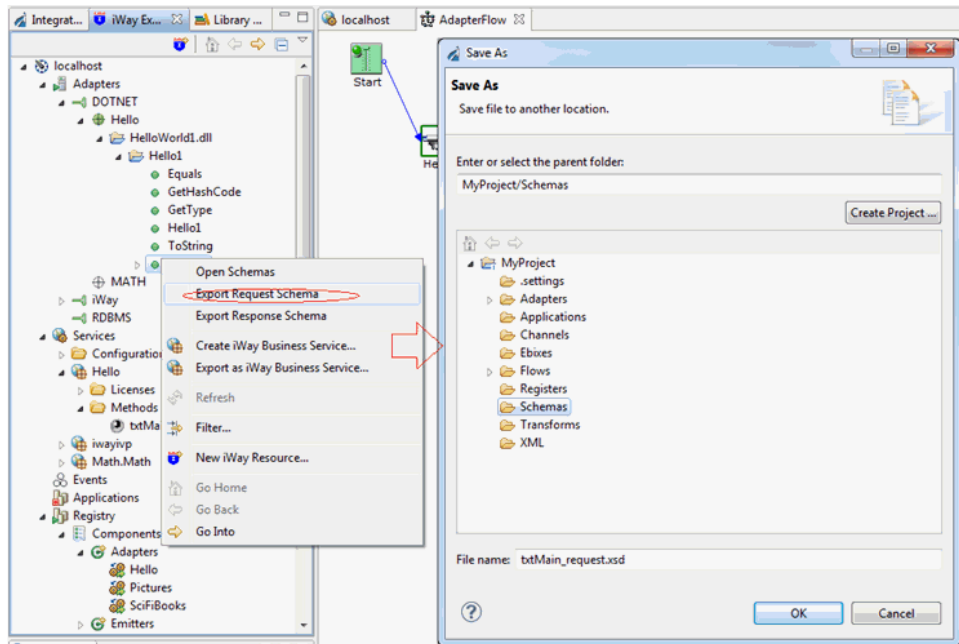 Integrat...
iWay Ex...
Library ...
localhost
Adapters
DOTNET
Hello
HelloWorld1.dll
Hello1
Equals
GetHashCode
GetType
Hello1
ToString
MATH
iWay
RDBMS
Services
Configuration
Hello
Licenses
Methods
txtMa
iwayivp
Math.Math
Events
Applications
Registry
Components
Adapters
Hello
Pictures
SciFiBooks
Emitters
Open Schemas
Export Request Schema
Export Response Schema
Create iWay Business Service...
Export as iWay Business Service...
Refresh
Filter...
New iWay Resource...
Go Home
Go Back
Go Into
localhost
AdapterFlow
Start
He
Save As
Save As
Save file to another location.
Enter or select the parent folder:
MyProject/Schemas
Create Project ...
MyProject
.settings
Adapters
Applications
Channels
Ebixes
Flows
Registers
Schemas
Transforms
XML
File name:
txtMain_request.xsd
OK
Cancel